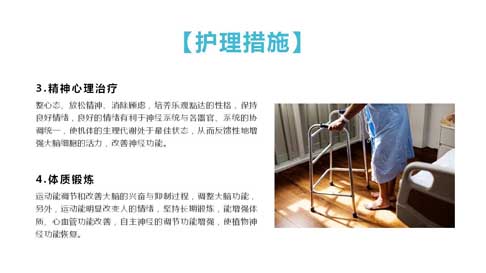 【护理措施】
3.精神心理治疗
整心态、放松精神、消除顾虑，培养乐观豁达的性格，保持
良好情绪，良好的情绪有利于神经系统与各器官、系统的协
调统一，使机体的生理代谢处于最佳状态，从而反馈性地增
强大脑细胞的活力，改善神经功能。
4.体质锻炼
运动能调节和改善大脑的兴奋与抑制过程，调整大脑功能，
另外，运动能明显改变人的情绪，坚持长期锻炼，能增强体
质、心血管功能改善，自主神经的调节功能增强，使植物神
经功能恢复。